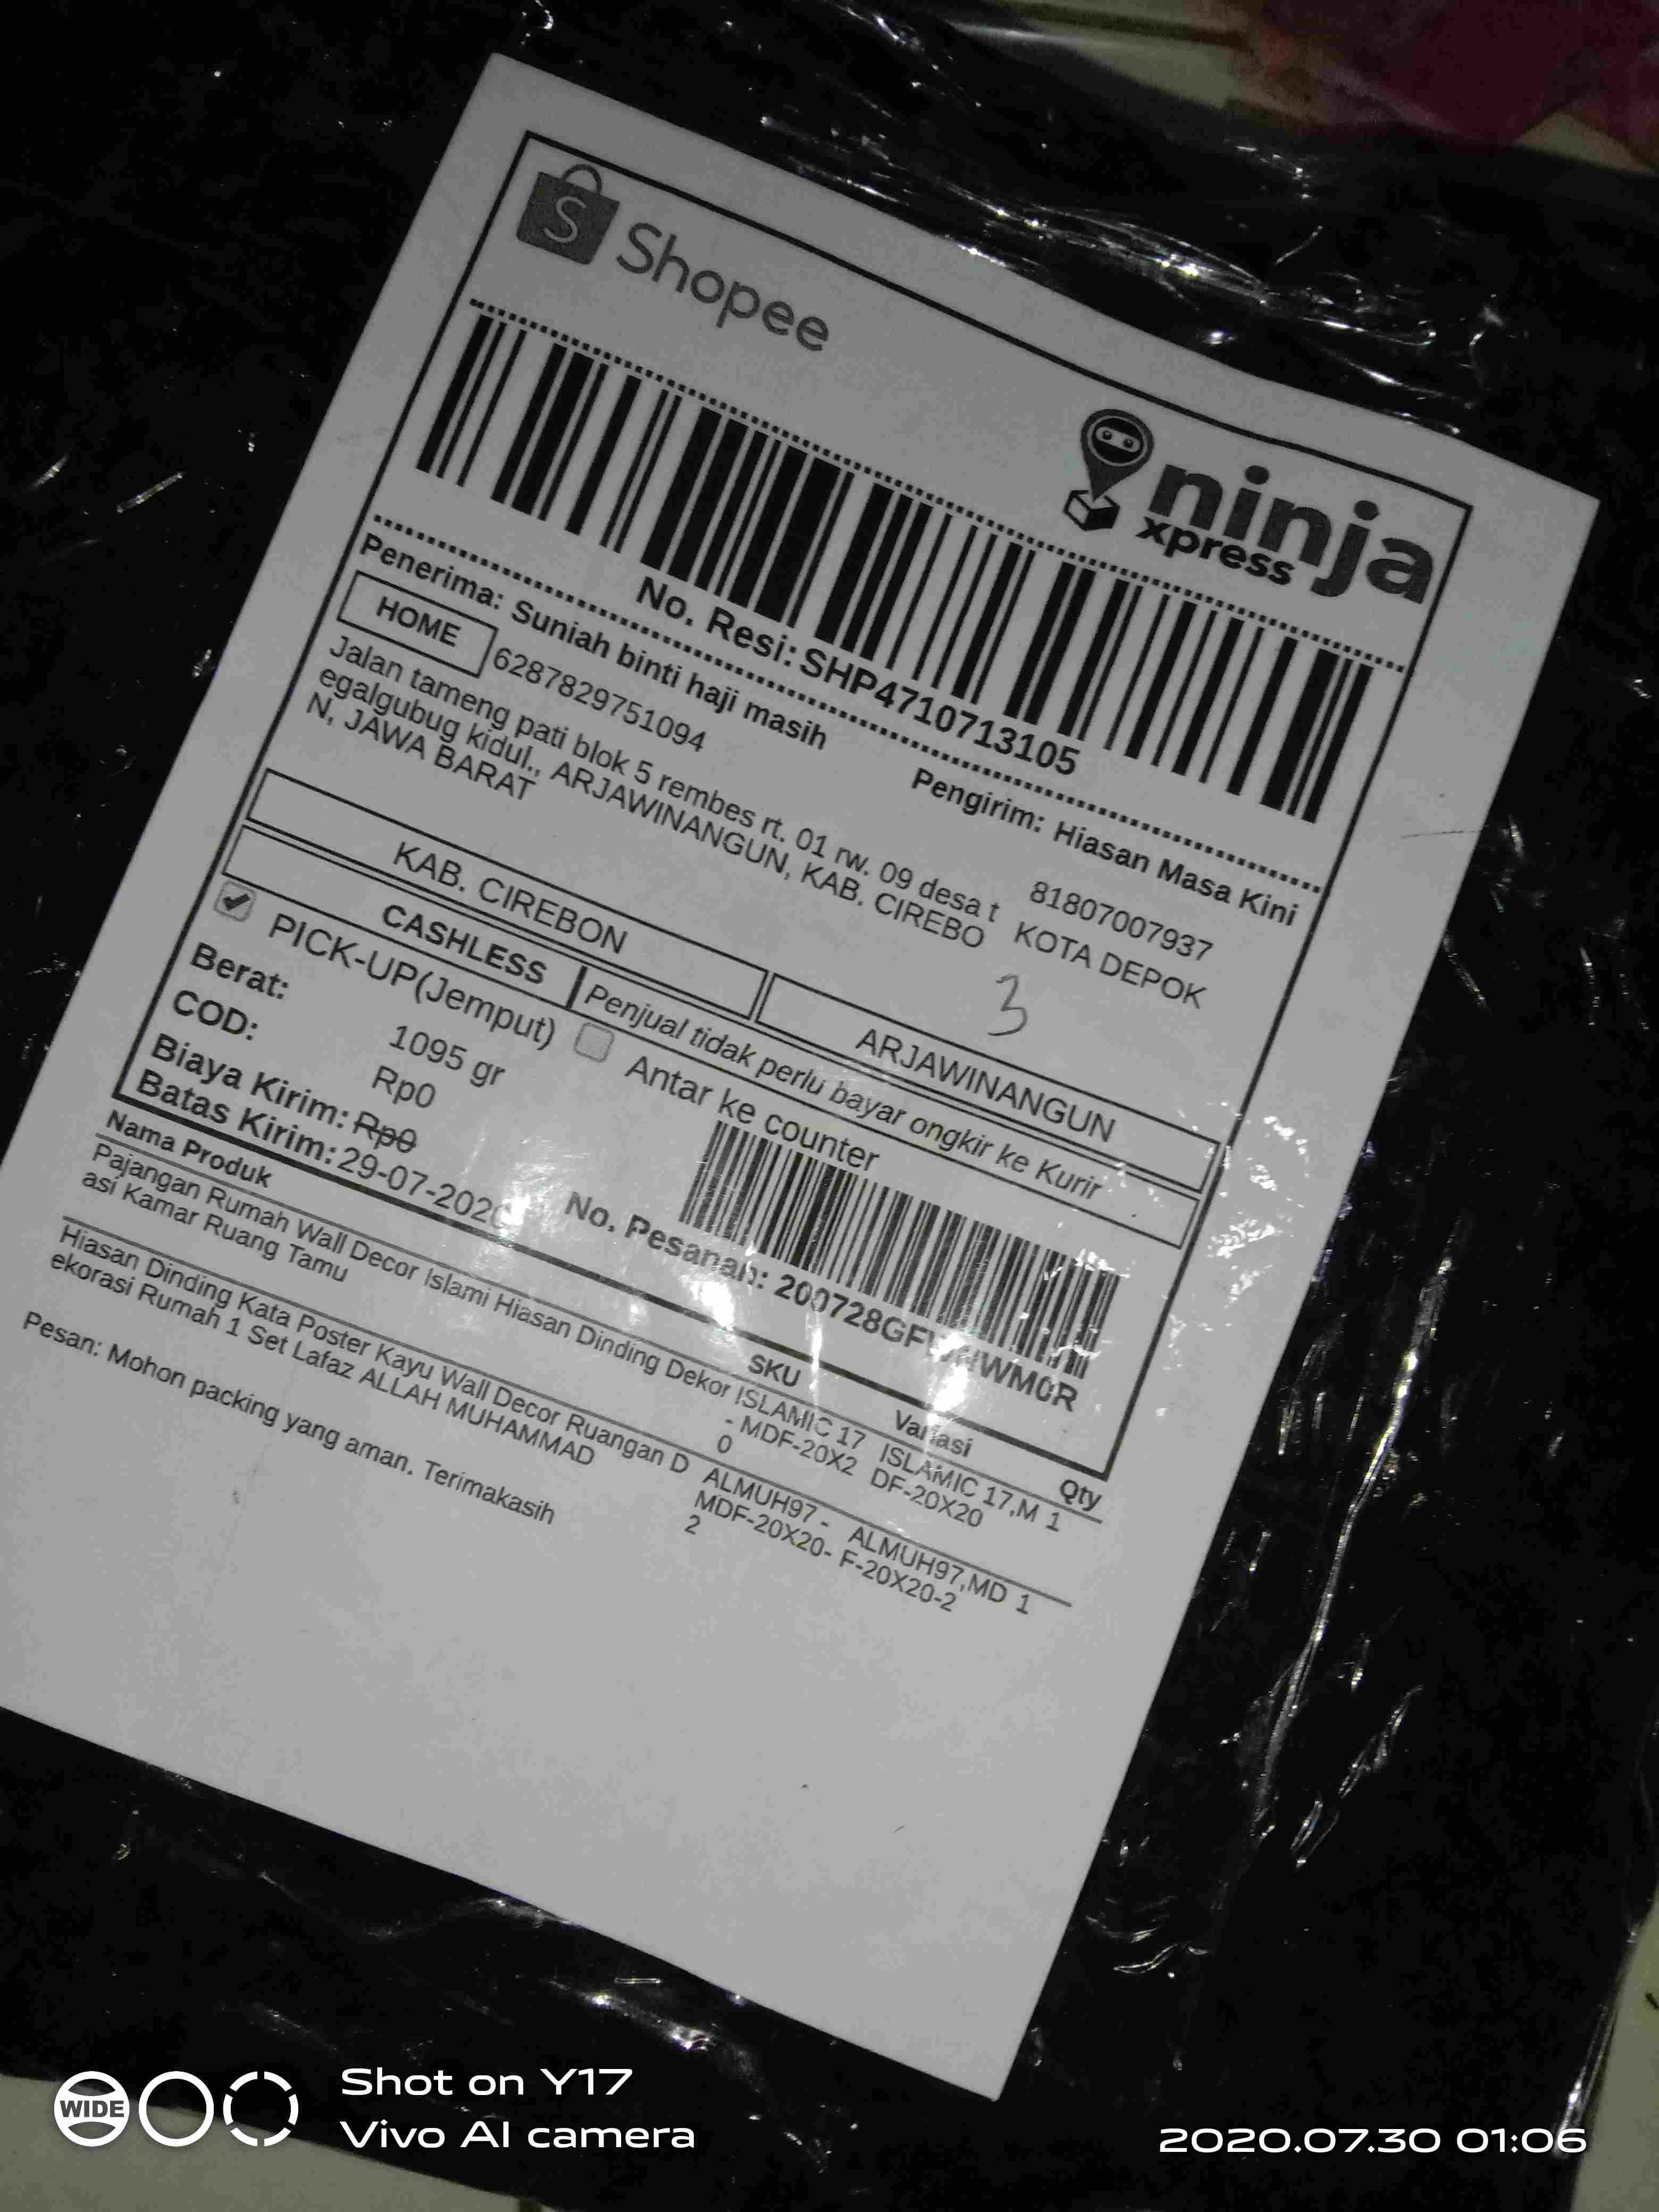 Shopee
ninja
xpress
No. Resi: SHP4710713105
Penerima: Suniah binti haji masih
Pengirim: Hiasan Masa Kini
HOME
6287829751094
81807007937
Jalan tameng pati blok 5 rembes rt. 01 rw. 09 desa t
egalgubug kidul., ARJAWINANGUN, KAB. CIREBO
N, JAWA BARAT
KOTA DEPOK
3
KAB. CIREBON
ARJAWINANGUN
CASHLESS
Penjual tidak perlu bayar ongkir ke Kurir
PICK-UP(Jemput)
Antar ke counter
Berat: 1095 gr
COD: Rp0
Biaya Kirim: Rp0
Batas Kirim: 29-07-2020
No. Pesanan:
Nama Produk SKU Variasi Qty
Pajangan Rumah Wall Decor Islami Hiasan Dinding Dekor ISLAMIC 17 ISLAMIC 17,M 1
asi Kamar Ruang Tamu - MDF-20X2 DF-20X20
0
Hiasan Dinding Kata Poster Kayu Wall Decor Ruangan D ALMUH97 - ALMUH97,MD 1
ekorasi Rumah 1 Set Lafaz ALLAH MUHAMMAD MDF-20X20- F-20X20-2
2
Pesan: Mohon packing yang aman. Terimakasih
WIDE
Shot on Y17
Vivo AI camera
2020.07.30 01:06